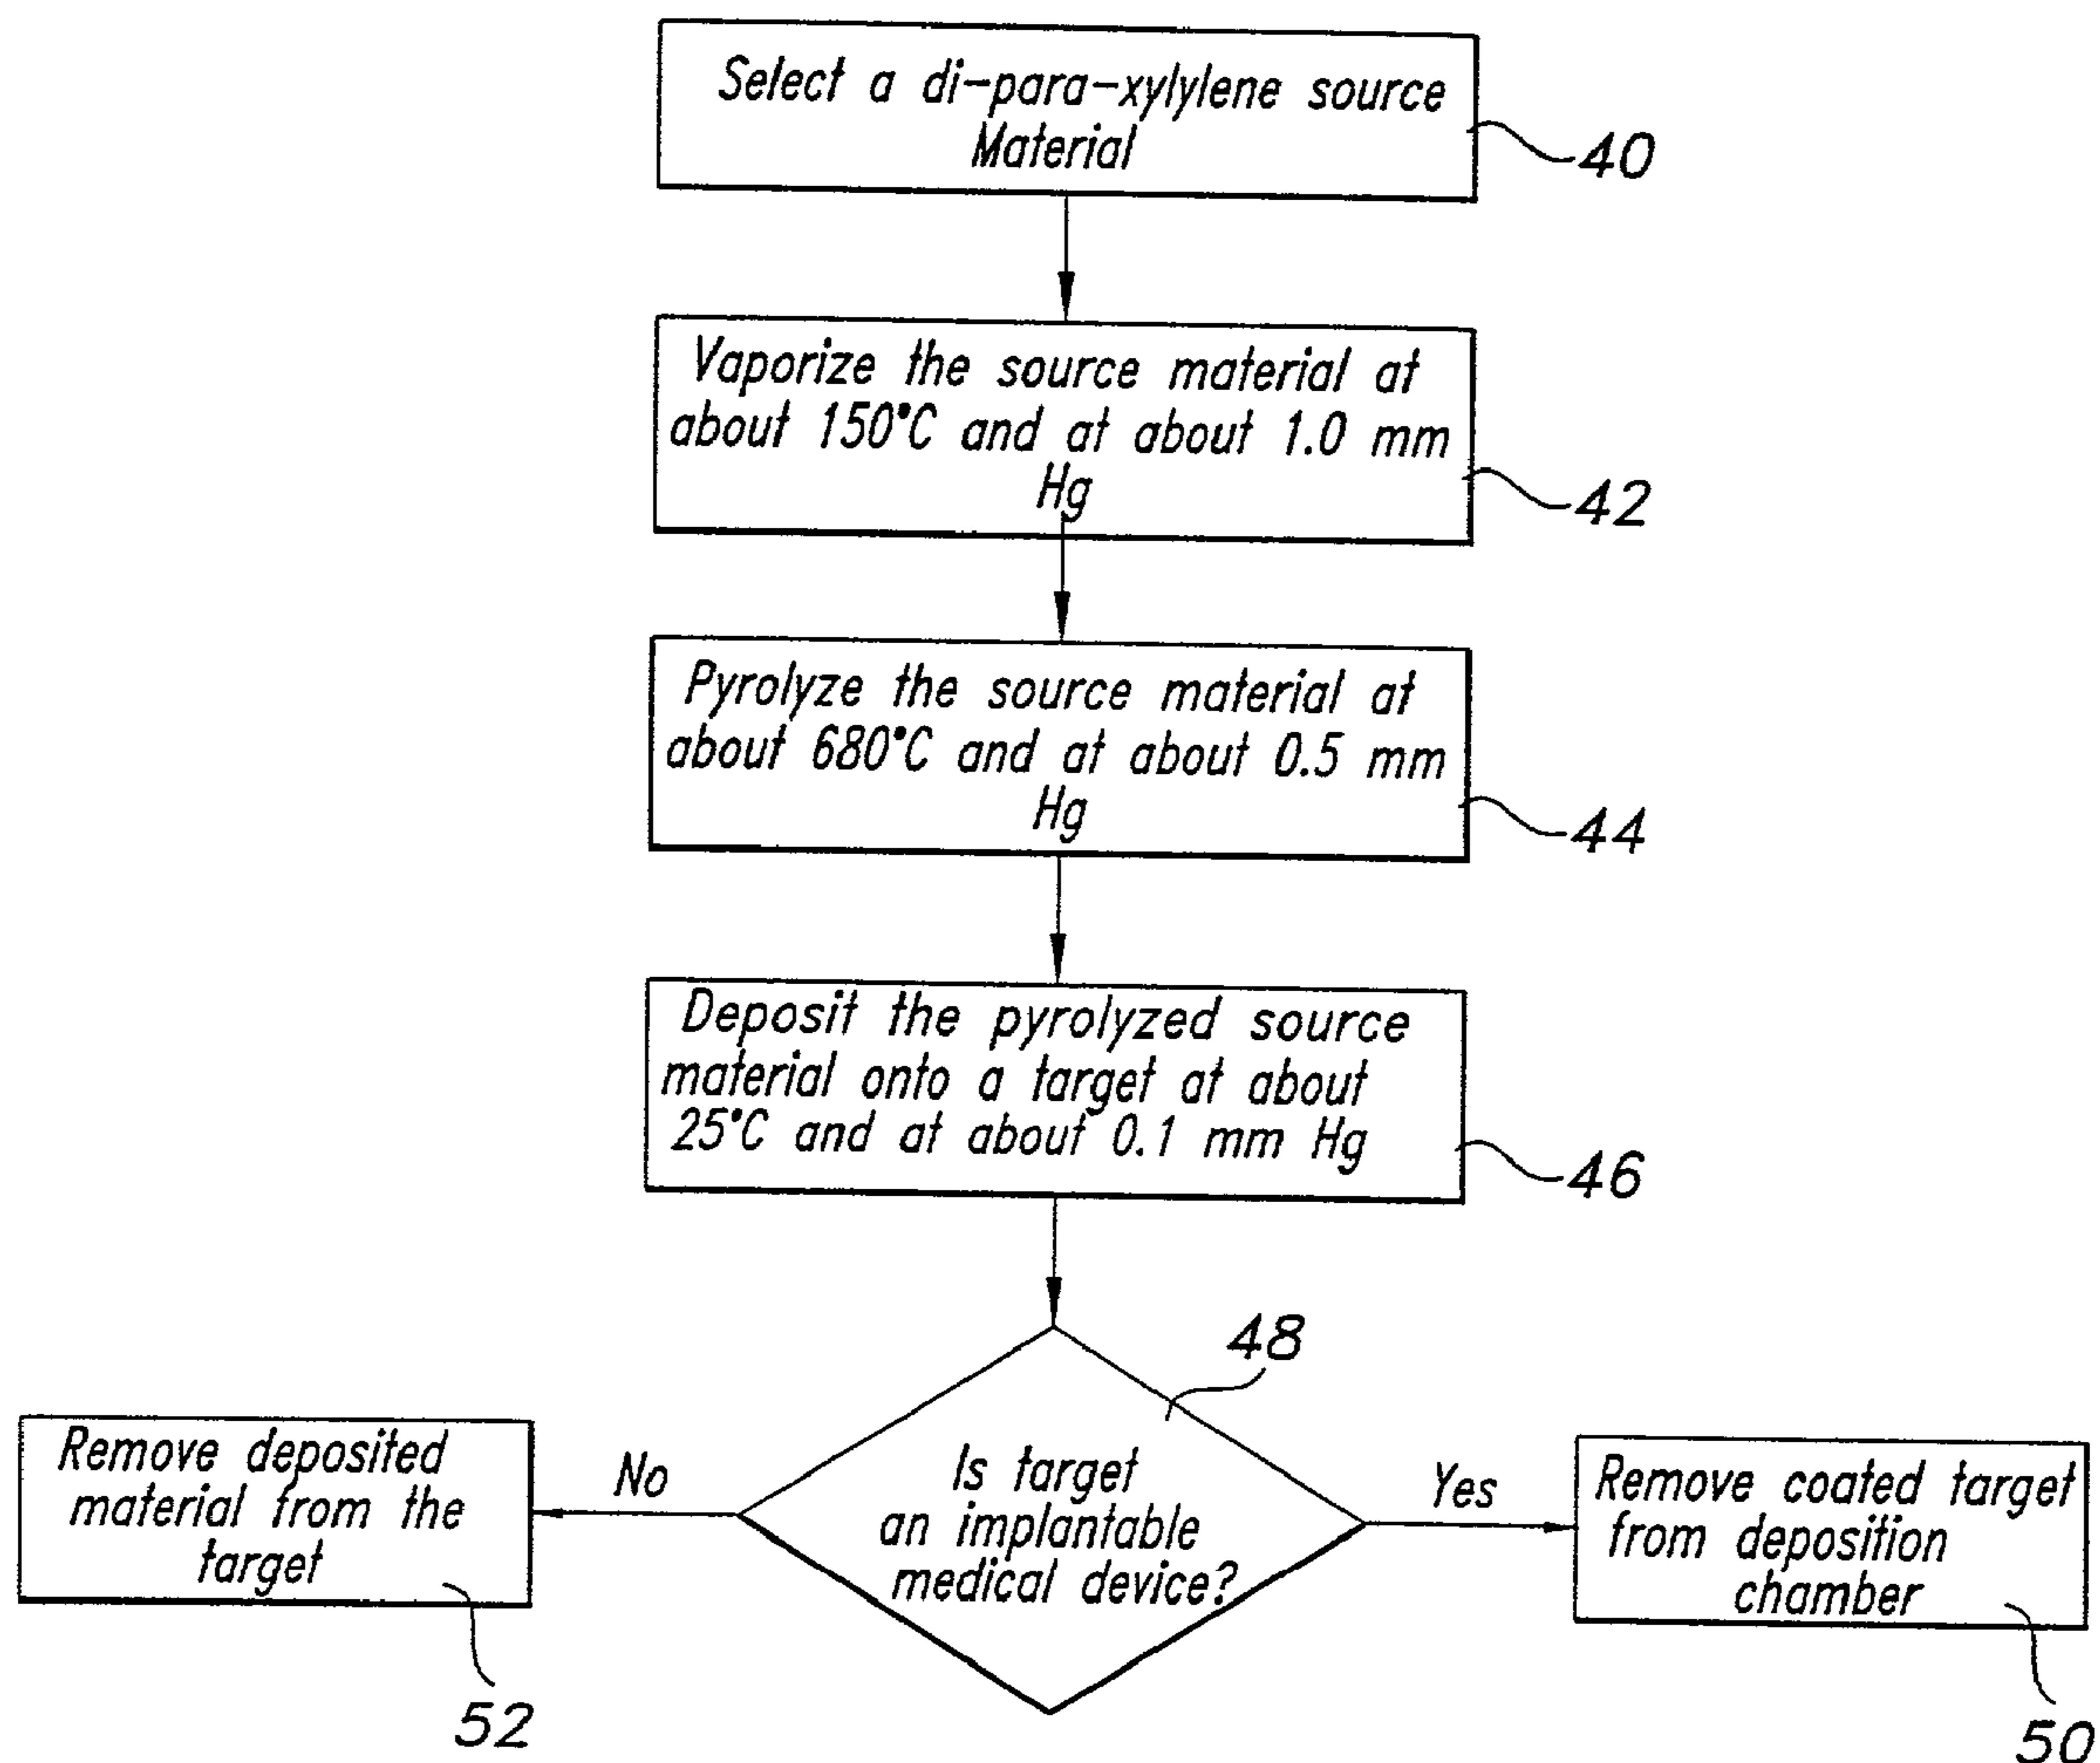 Select a di-para-xylylene source
Material
40
Vaporize the source material at
about 150°C and at about 1.0 mm
Hg
42
Pyrolyze the source material at
about 680°C and at about 0.5 mm
Hg
44
Deposit the pyrolyzed source
material onto a target at about
25°C and at about 0.1 mm Hg
46
48
Is target
an implantable
medical device?
No
Yes
Remove deposited
material from the
target
52
Remove coated target
from deposition
chamber
50